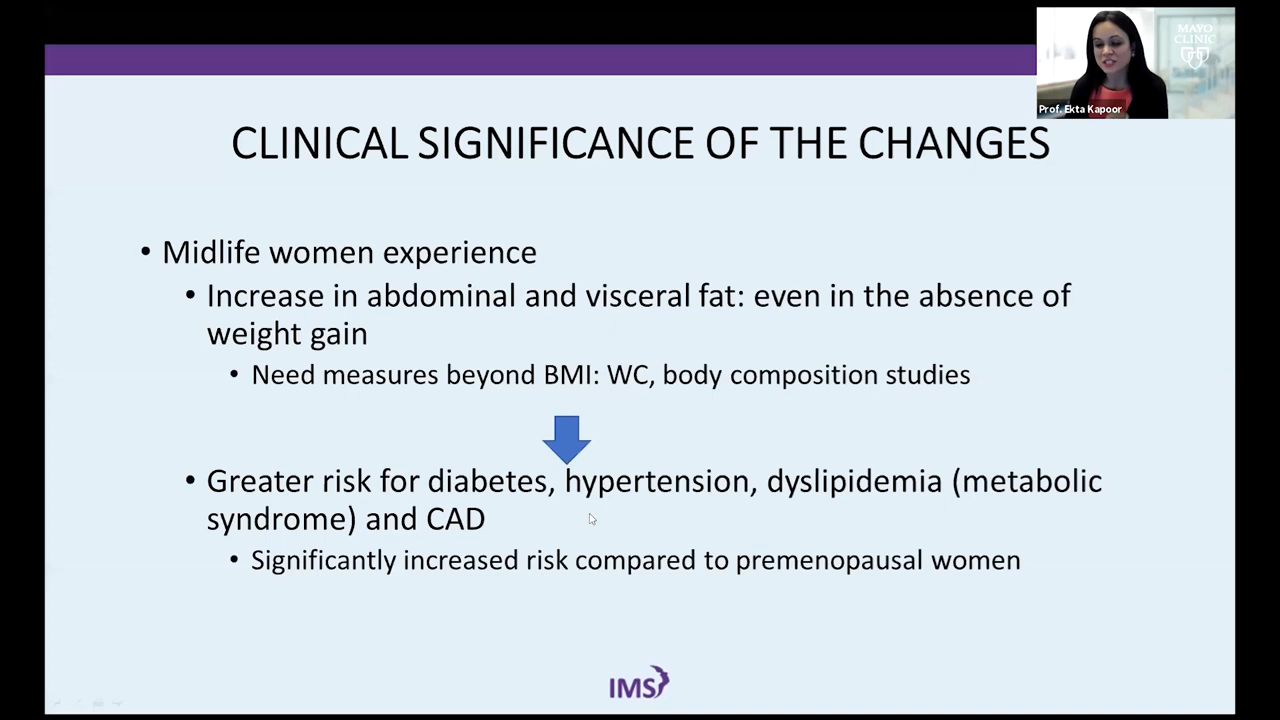 MAYO
CLINIC
Prof. Ekta Kapoor
CLINICAL SIGNIFICANCE OF THE CHANGES
• Midlife women experience
• Increase in abdominal and visceral fat: even in the absence of
weight gain
• Need measures beyond BMI: WC, body composition studies
• Greater risk for diabetes, hypertension, dyslipidemia (metabolic
syndrome) and CAD
• Significantly increased risk compared to premenopausal women
IMS